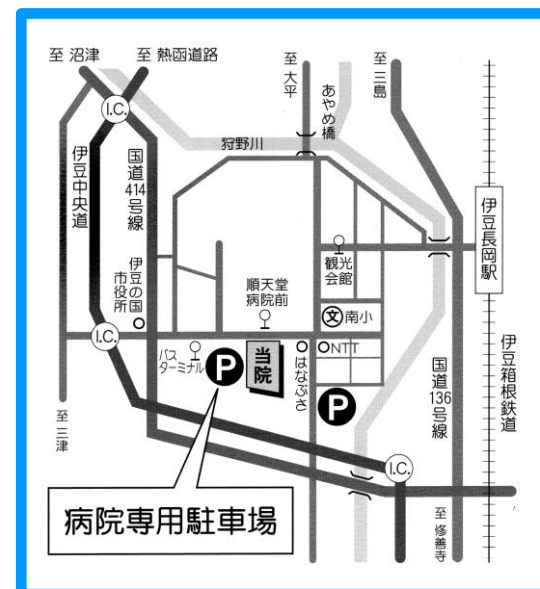 至 沼津
至 熱函道路
至 大平
あやめ橋
至 三島
I.C.
狩野川
伊豆中央道
国道414号線
伊豆長岡駅
観光
会館
伊豆の国
市役所
順天堂
病院前
文 南小
I.C.
バス
ターミナル
P
当院
はなぶさ
NTT
P
国道136号線
伊豆箱根鉄道
至 三津
I.C.
病院専用駐車場
至 修善寺